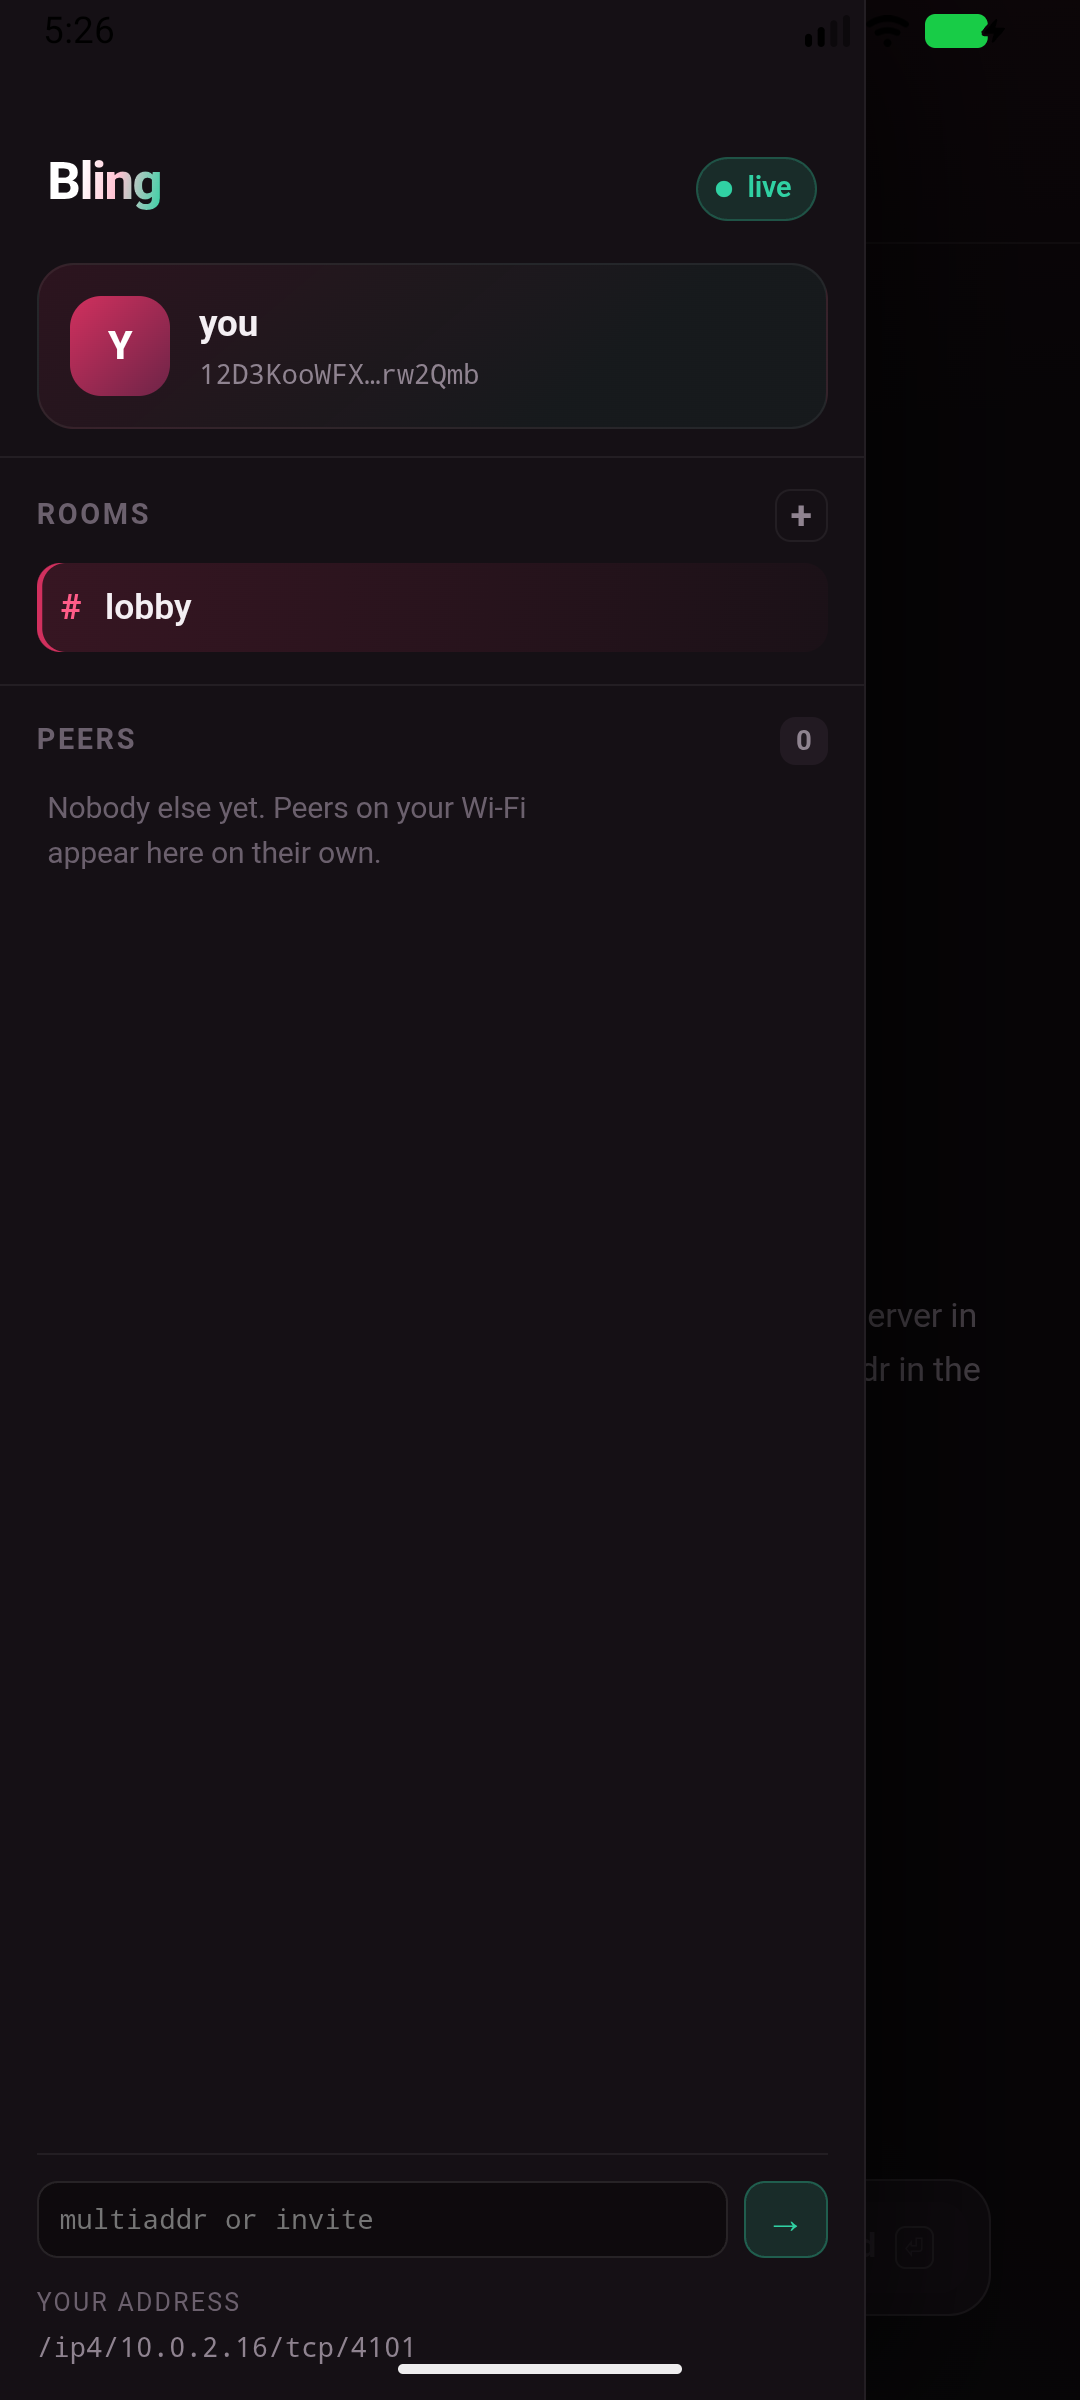 5:26
Bling
live
Y
you
12D3KooWFX…rw2Qmb
ROOMS
+
# lobby
PEERS
0
Nobody else yet. Peers on your Wi-Fi
appear here on their own.
erver in
dr in the
multiaddr or invite
→
YOUR ADDRESS
/ip4/10.0.2.16/tcp/4101